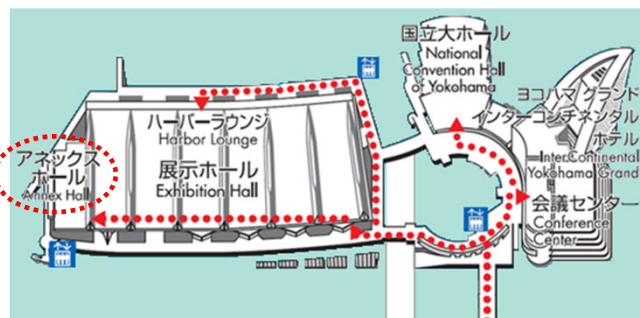 国立大ホール
National
Convention Hall
of Yokohama
ヨコハマ グランド
インターコンチネンタル
ホテル
InterContinental
Yokohama Grand
ハーバーラウンジ
Harbor Lounge
アネックス
ホール
Annex Hall
展示ホール
Exhibition Hall
会議センター
Conference
Center